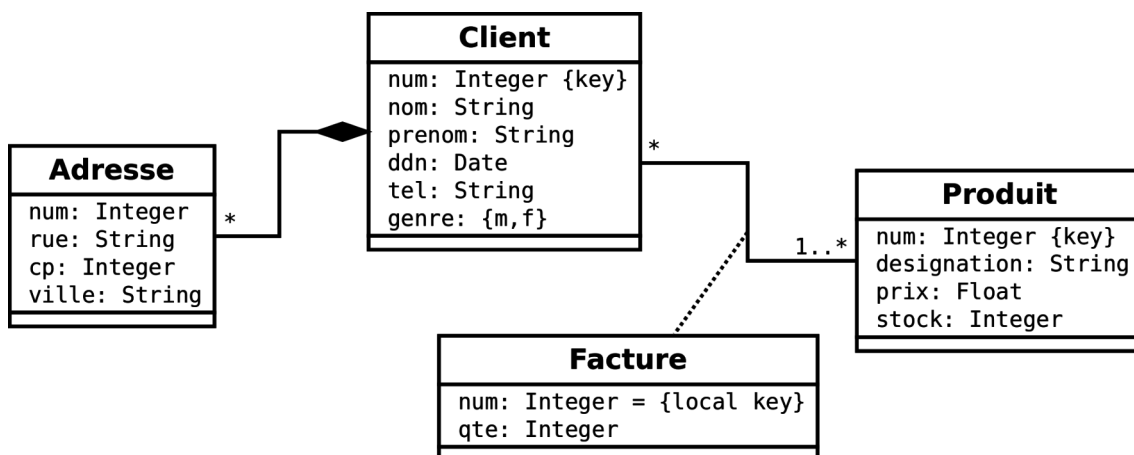 Client
num: Integer {key}
nom: String
prenom: String
ddn: Date
tel: String
genre: {m,f}
*
Adresse
num: Integer
rue: String
cp: Integer
ville: String
*
Produit
num: Integer {key}
designation: String
prix: Float
stock: Integer
1..*
Facture
num: Integer = {local key}
qte: Integer